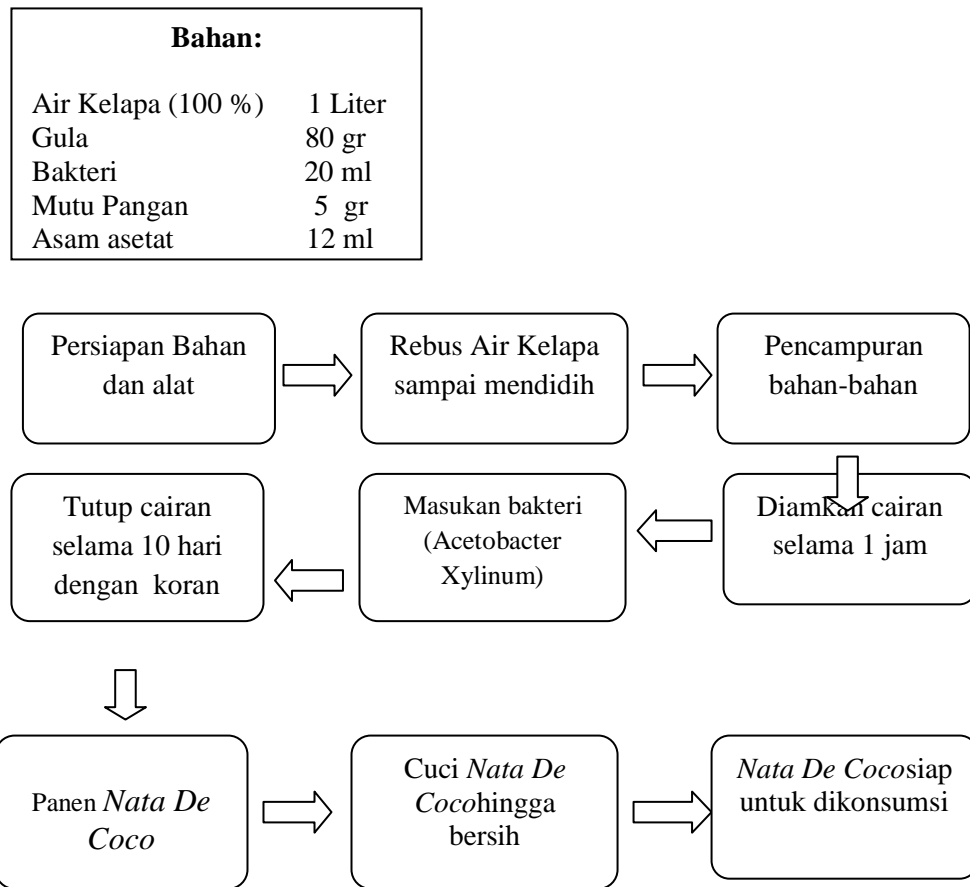 Bahan:
Air Kelapa (100 %) 1 Liter
Gula 80 gr
Bakteri 20 ml
Mutu Pangan 5 gr
Asam asetat 12 ml
Persiapan Bahan
dan alat
Rebus Air Kelapa
sampai mendidih
Pencampuran
bahan-bahan
Diamkan cairan
selama 1 jam
Masukan bakteri
(Acetobacter
Xylinum)
Tutup cairan
selama 10 hari
dengan koran
Panen Nata De
Coco
Cuci Nata De
Cocohingga
bersih
Nata De Cocosiap
untuk dikonsumsi